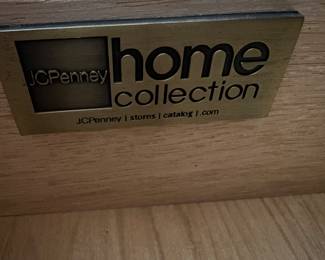 JCPenney
home
collection
JCPenney | stores | catalog | .com